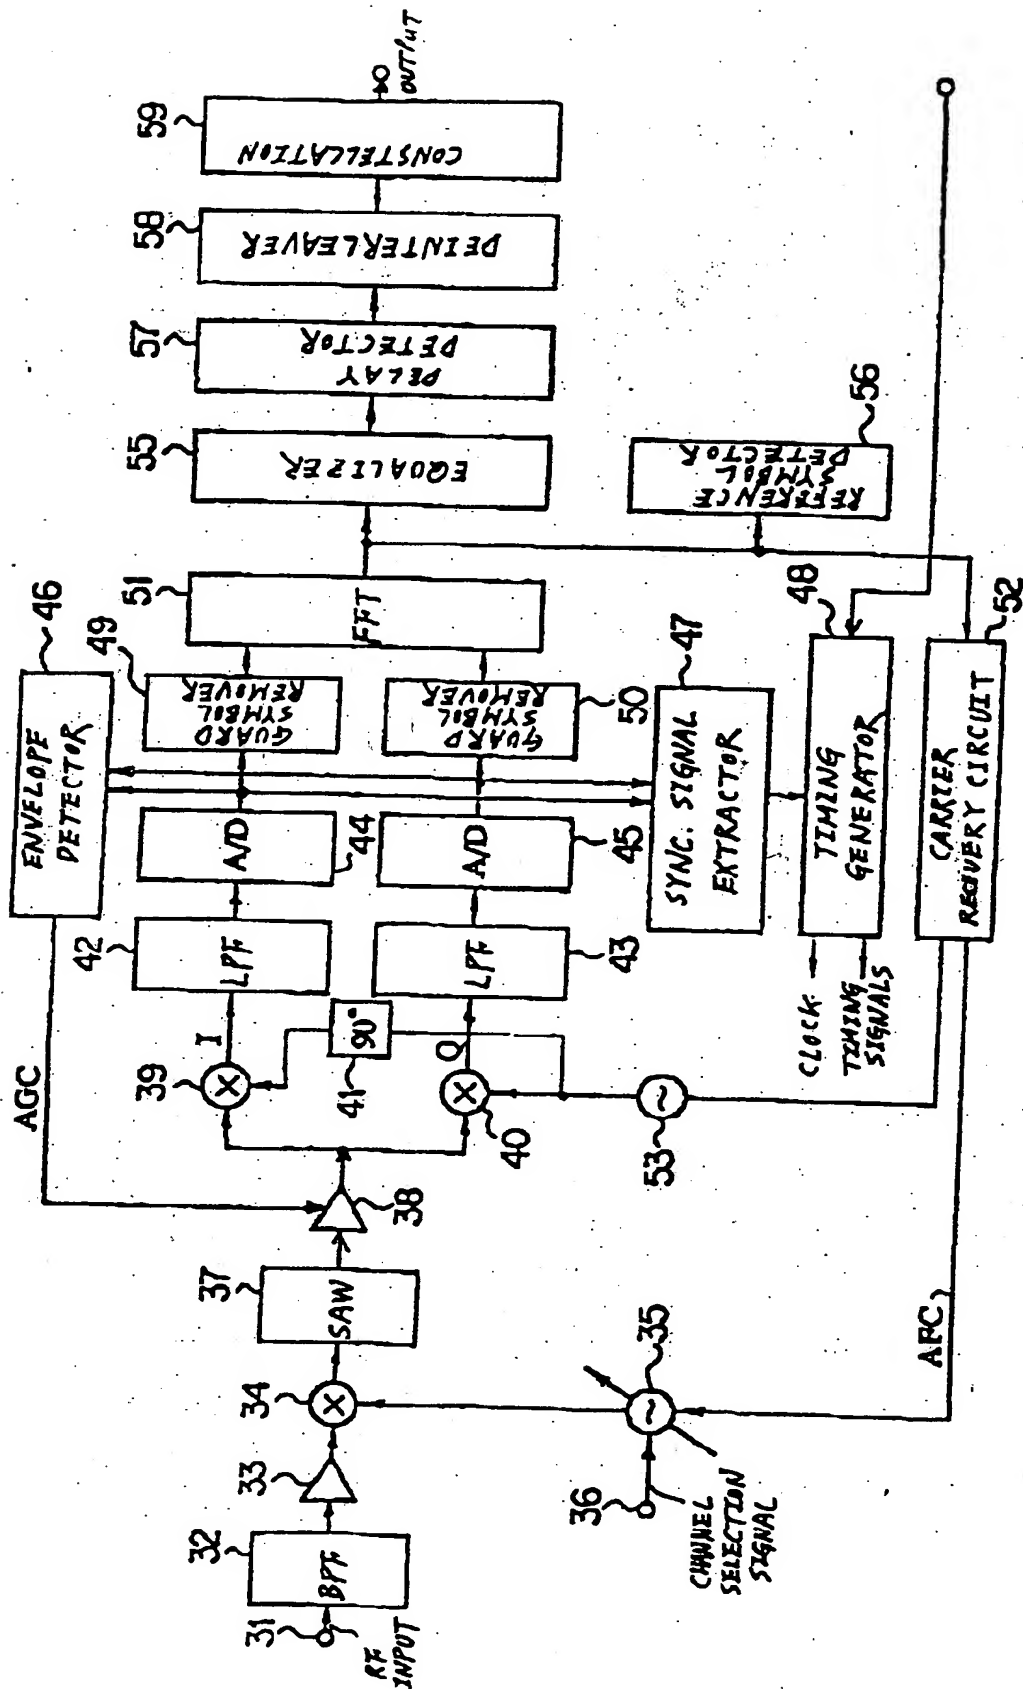 31
RF
INPUT
32
BPF
33
34
36
CHANNEL
SELECTION
SIGNAL
35
37
SAW
38
AGC
AFC
39
I
40
Q
41
90°
53
42
LPF
43
LPF
44
A/D
45
A/D
46
ENVELOPE
DETECTOR
49
GUARD
SYMBOL
REMOVER
50
GUARD
SYMBOL
REMOVER
47
SYNC. SIGNAL
EXTRACTOR
48
TIMING
GENERATOR
CLOCK
TIMING
SIGNALS
52
CARRIER
RECOVERY CIRCUIT
51
FFT
55
EQUALIZER
56
REFERENCE
SYMBOL
DETECTOR
57
DELAY
DETECTOR
58
DEINTERLEAVER
59
CONSTELLATION
OUTPUT